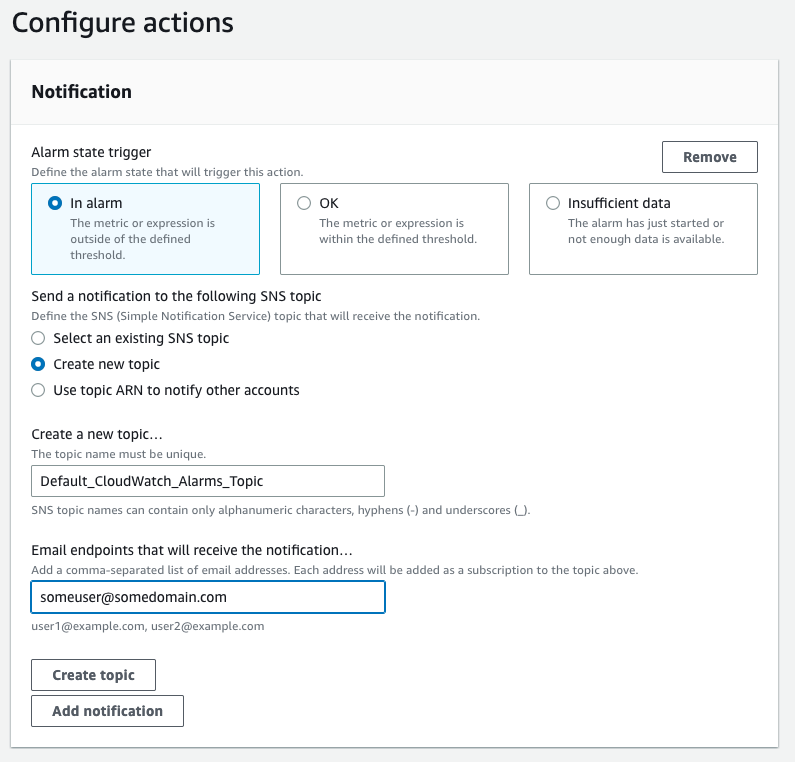 Configure actions
Notification
Alarm state trigger
Remove
Define the alarm state that will trigger this action.
In alarm
The metric or expression is
outside of the defined
threshold.
OK
The metric or expression is
within the defined threshold.
Insufficient data
The alarm has just started or
not enough data is available.
Send a notification to the following SNS topic
Define the SNS (Simple Notification Service) topic that will receive the notification.
Select an existing SNS topic
Create new topic
Use topic ARN to notify other accounts
Create a new topic…
The topic name must be unique.
Default_CloudWatch_Alarms_Topic
SNS topic names can contain only alphanumeric characters, hyphens (-) and underscores (_).
Email endpoints that will receive the notification…
Add a comma-separated list of email addresses. Each address will be added as a subscription to the topic above.
someuser@somedomain.com
user1@example.com, user2@example.com
Create topic
Add notification